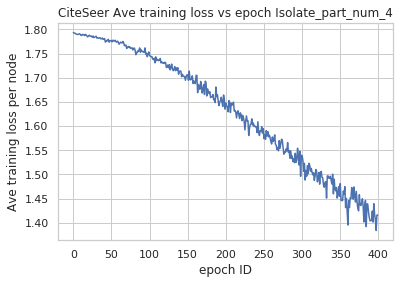 CiteSeer Ave training loss vs epoch Isolate_part_num_4
Ave training loss per node
1.80
1.75
1.70
1.65
1.60
1.55
1.50
1.45
1.40
0 50 100 150 200 250 300 350 400
epoch ID